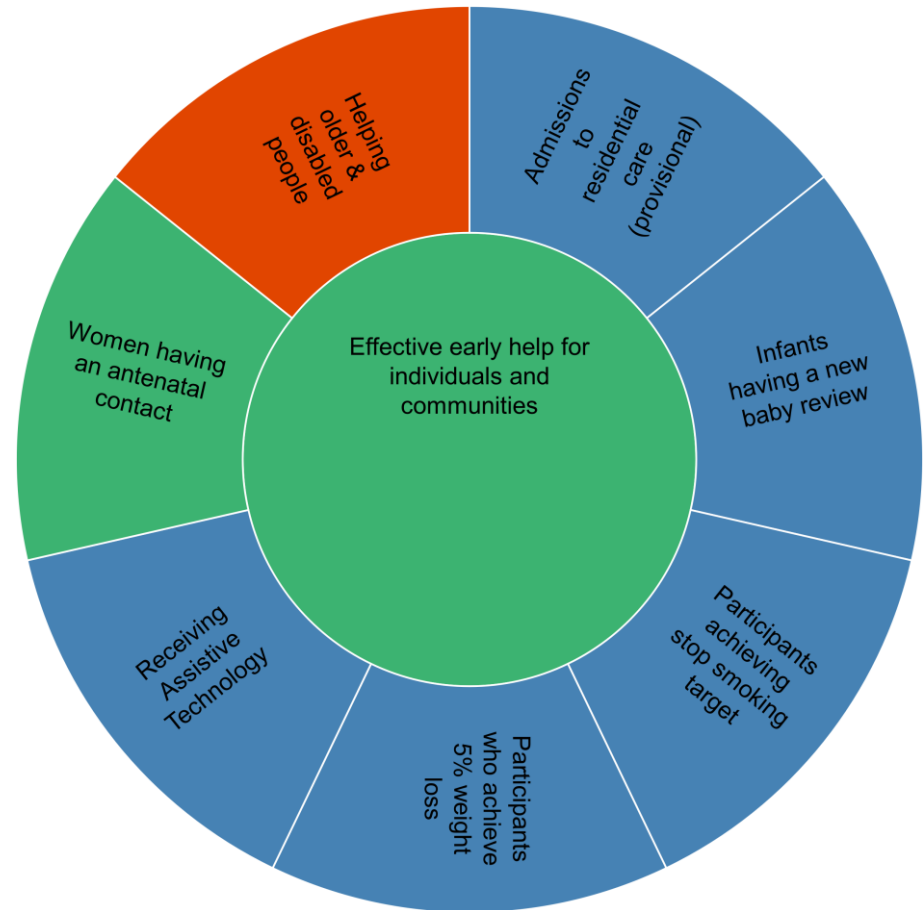 Helping
older &
disabled
people
Admissions
to
residential
care
(provisional)
Women having
an antenatal
contact
Effective early help for
individuals and
communities
Infants
having a new
baby review
Receiving
Assistive
Technology
Participants
who achieve
5% weight
loss
Participants
achieving
stop smoking
target